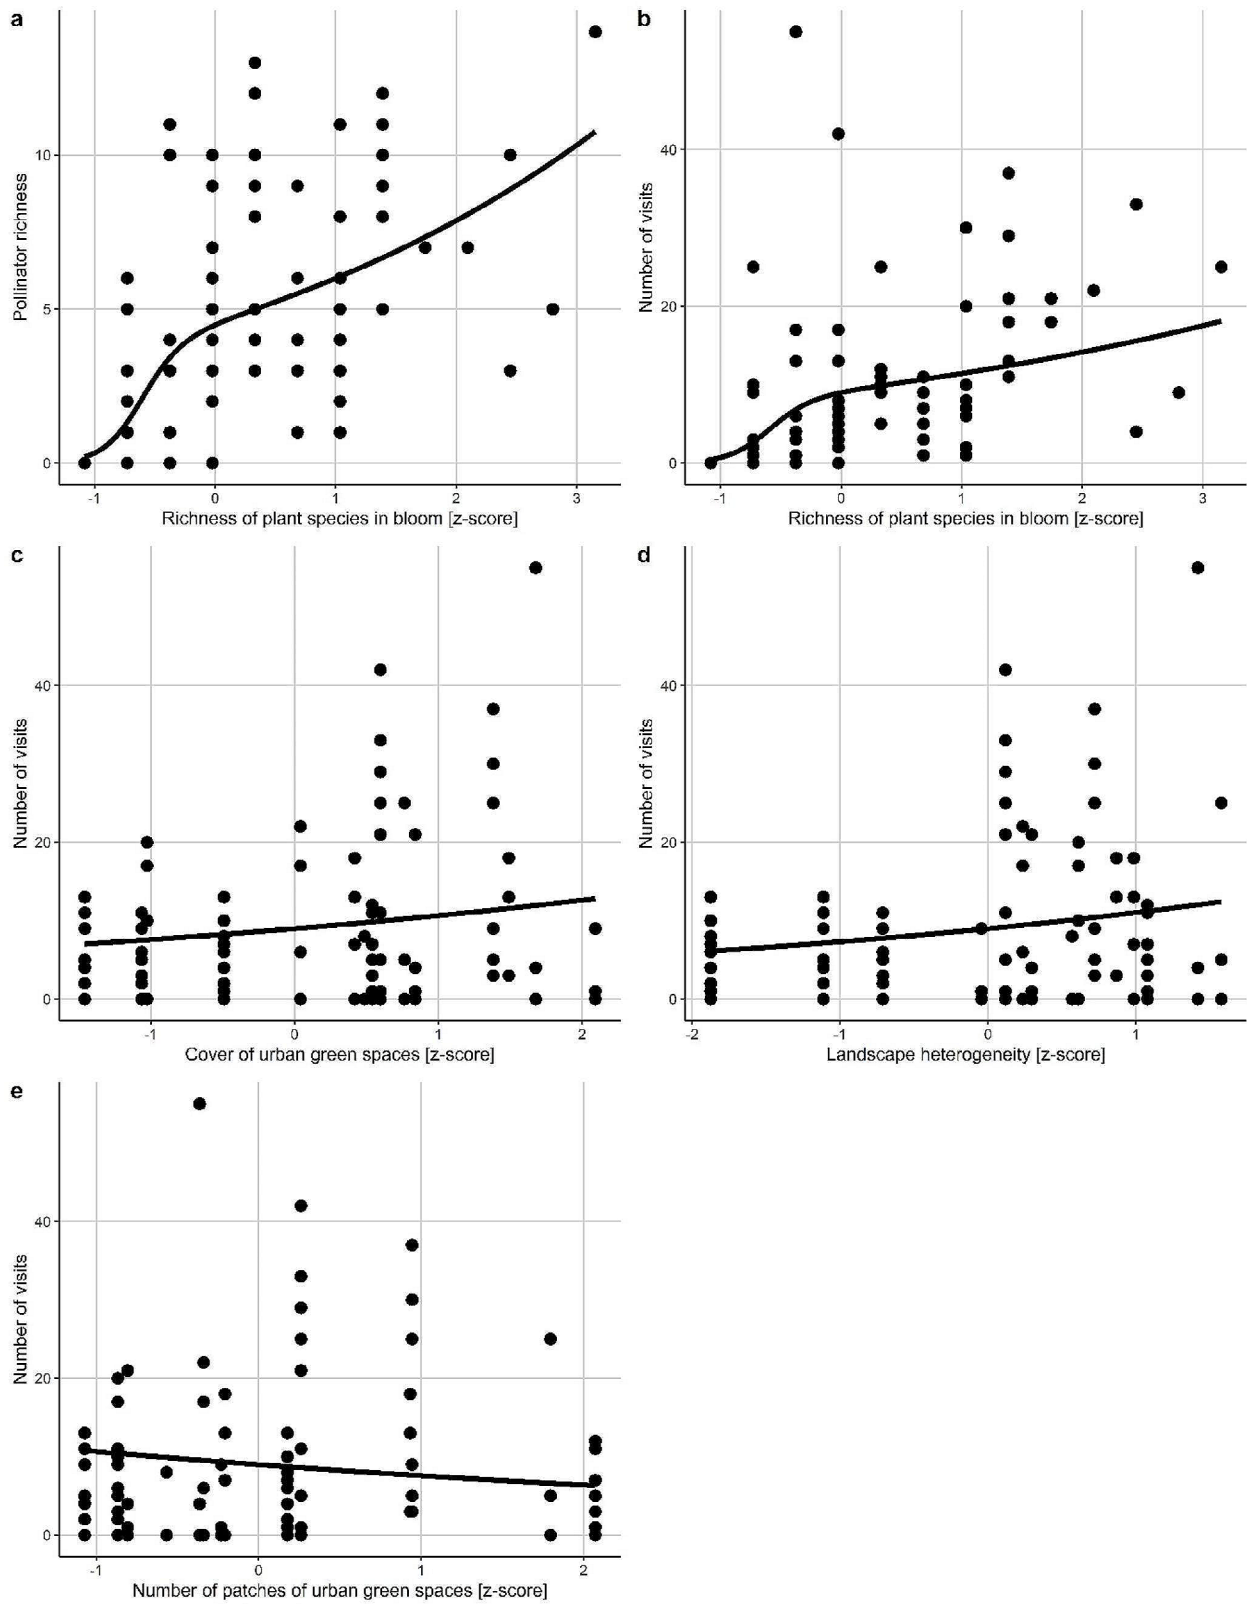 a
10
5
0
Pollinator richness
-1 0 1 2 3
Richness of plant species in bloom [z-score]
b
40
20
0
Number of visits
-1 0 1 2 3
Richness of plant species in bloom [z-score]
c
40
20
0
Number of visits
-1 0 1 2
Cover of urban green spaces [z-score]
d
40
20
0
Number of visits
-2 -1 0 1
Landscape heterogeneity [z-score]
e
40
20
0
Number of visits
-1 0 1 2
Number of patches of urban green spaces [z-score]